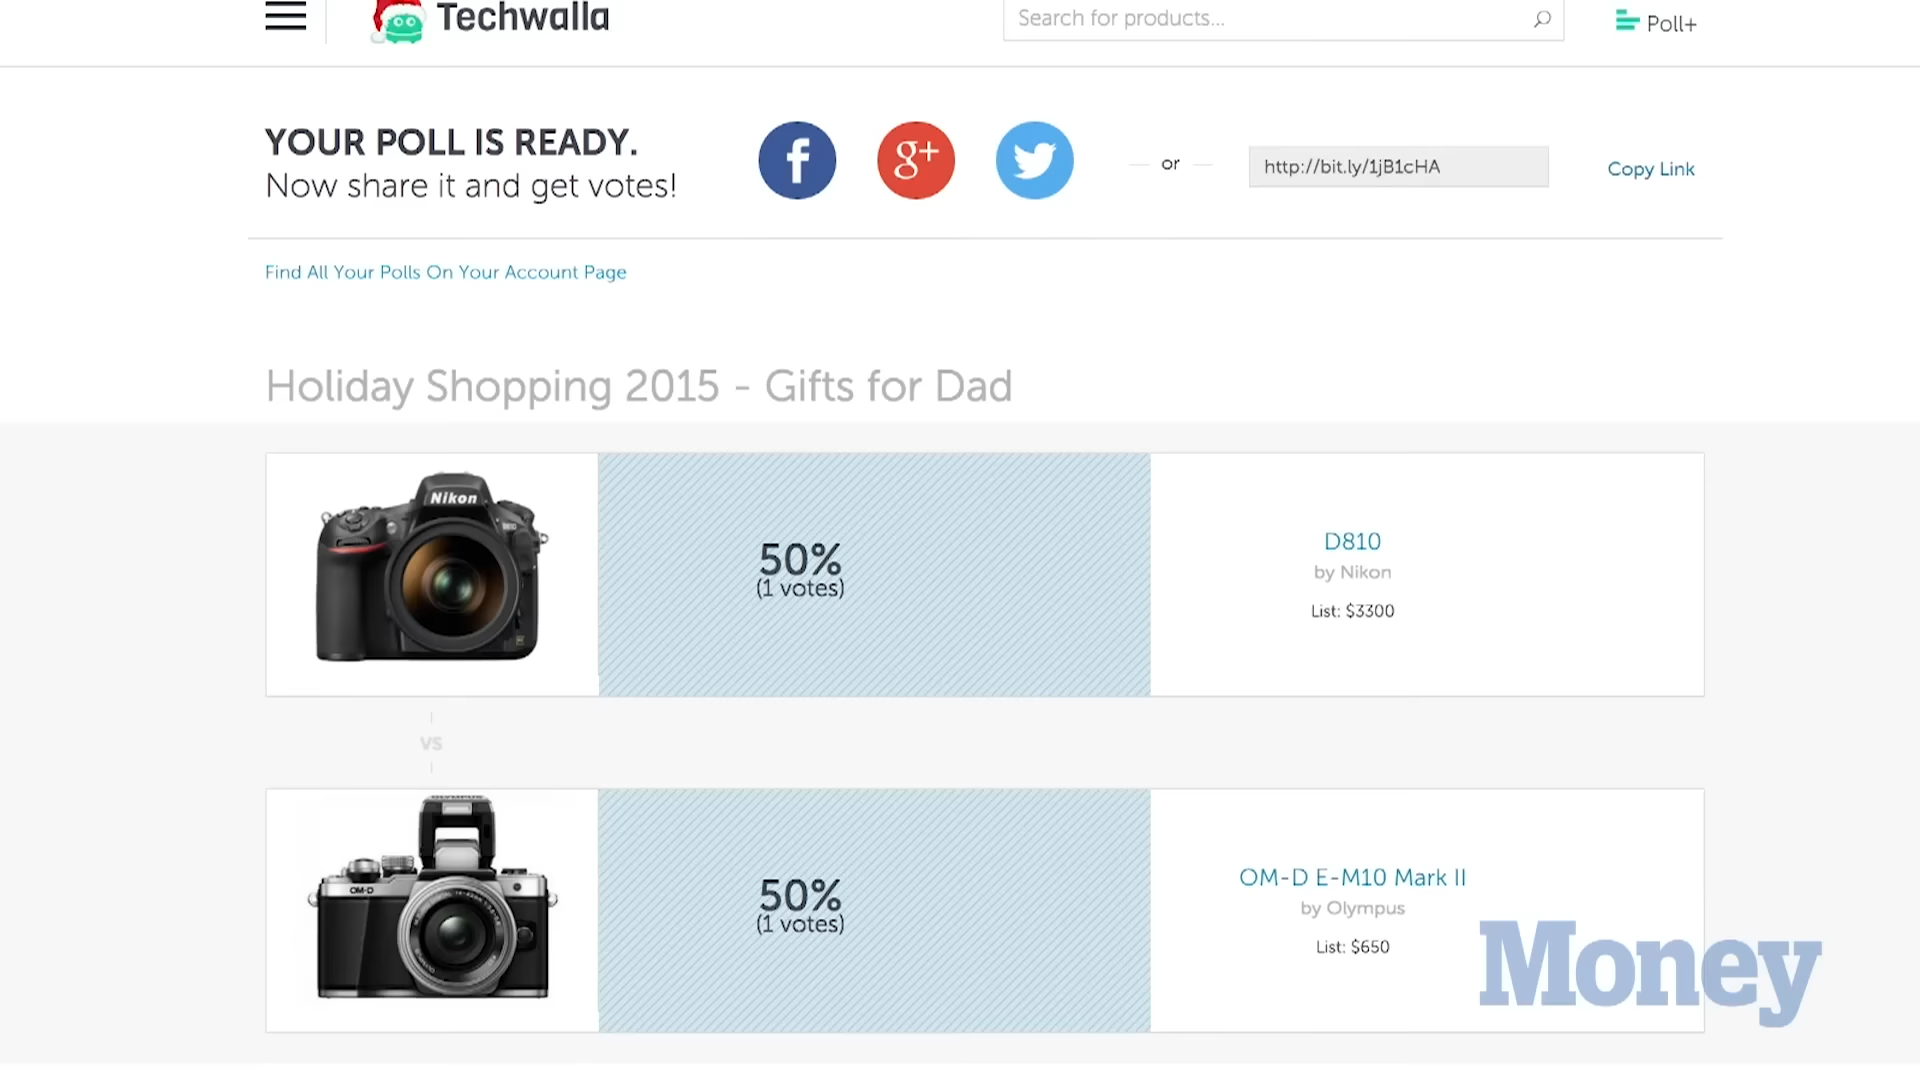 Techwalla
Search for products...
Poll+
YOUR POLL IS READY.
Now share it and get votes!
f
g+
or
http://bit.ly/1jB1cHA
Copy Link
Find All Your Polls On Your Account Page
Holiday Shopping 2015 - Gifts for Dad
Nikon
50%
(1 votes)
D810
by Nikon
List: $3300
VS
OM-D
50%
(1 votes)
OM-D E-M10 Mark II
by Olympus
List: $650
Money